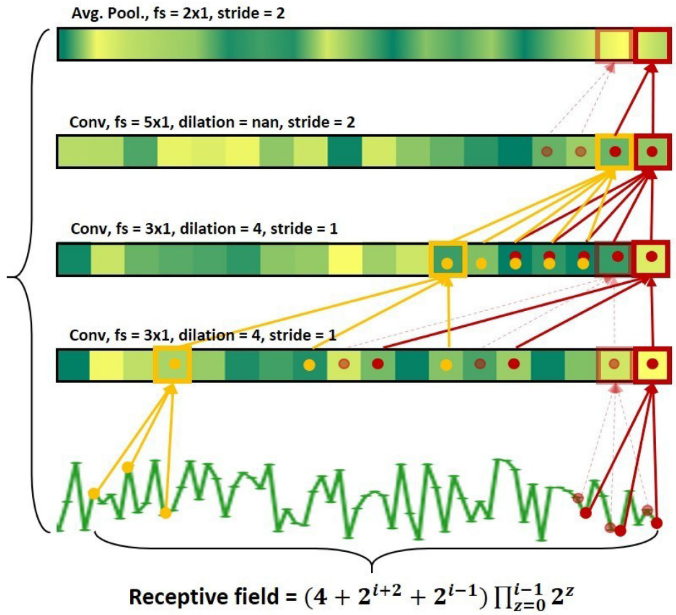 Avg. Pool., fs = 2x1, stride = 2
Conv, fs = 5x1, dilation = nan, stride = 2
Conv, fs = 3x1, dilation = 4, stride = 1
Conv, fs = 3x1, dilation = 4, stride = 1
Receptive field = (4 + 2^{i+2} + 2^{i-1}) ∏_{z=0}^{i-1} 2^z